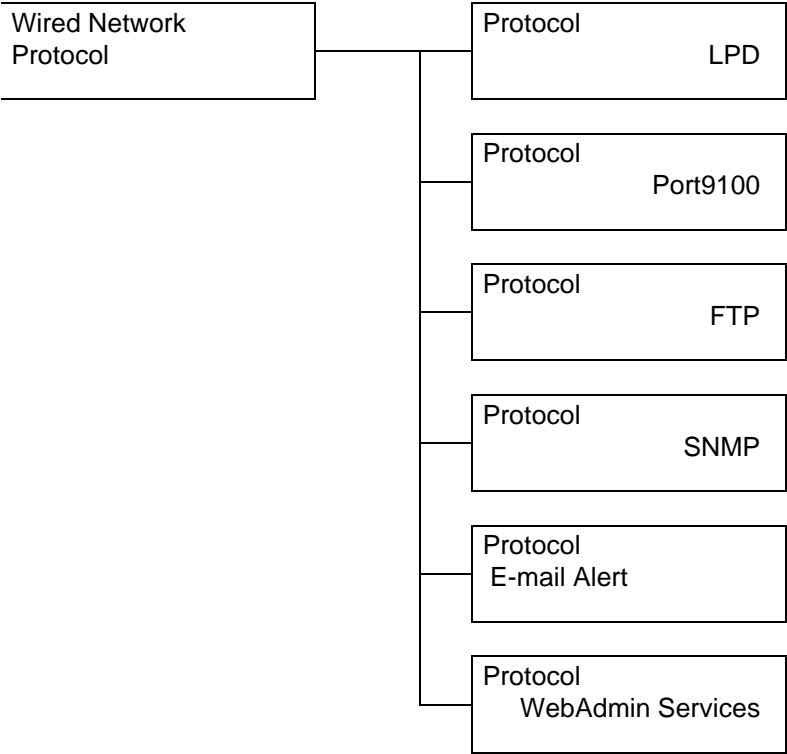 Wired Network
Protocol
Protocol
LPD
Protocol
Port9100
Protocol
FTP
Protocol
SNMP
Protocol
E-mail Alert
Protocol
WebAdmin Services